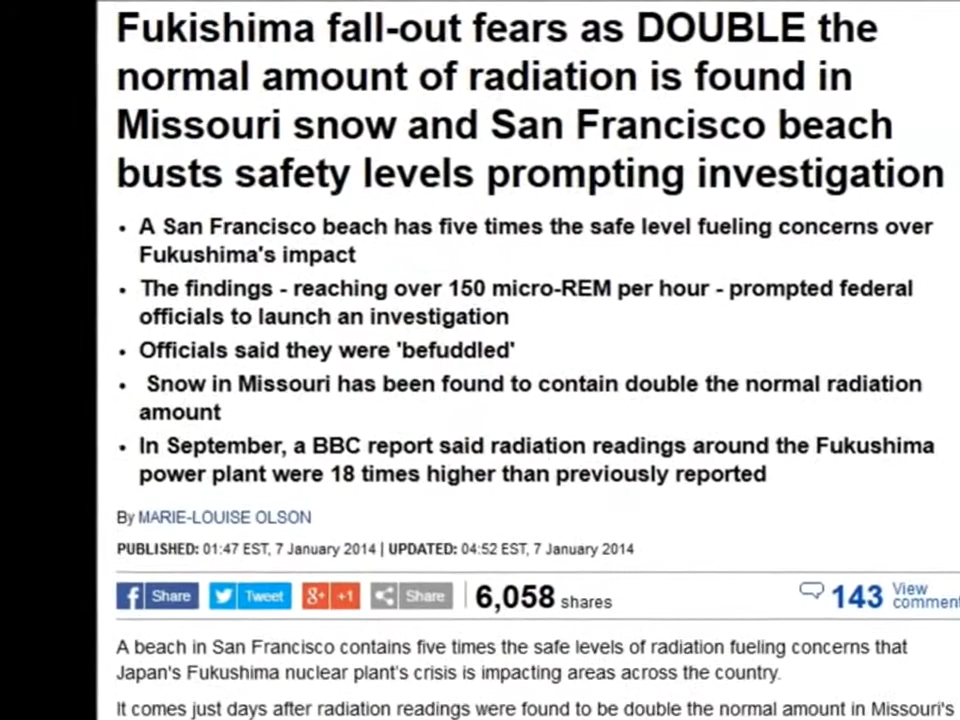 Fukishima fall-out fears as DOUBLE the
normal amount of radiation is found in
Missouri snow and San Francisco beach
busts safety levels prompting investigation
• A San Francisco beach has five times the safe level fueling concerns over
Fukushima's impact
• The findings - reaching over 150 micro-REM per hour - prompted federal
officials to launch an investigation
• Officials said they were 'befuddled'
• Snow in Missouri has been found to contain double the normal radiation
amount
• In September, a BBC report said radiation readings around the Fukushima
power plant were 18 times higher than previously reported
By MARIE-LOUISE OLSON
PUBLISHED: 01:47 EST, 7 January 2014 | UPDATED: 04:52 EST, 7 January 2014
f Share Tweet 8+ +1 Share 6,058 shares 143 View
comment
A beach in San Francisco contains five times the safe levels of radiation fueling concerns that
Japan's Fukushima nuclear plant's crisis is impacting areas across the country.
It comes just days after radiation readings were found to be double the normal amount in Missouri's